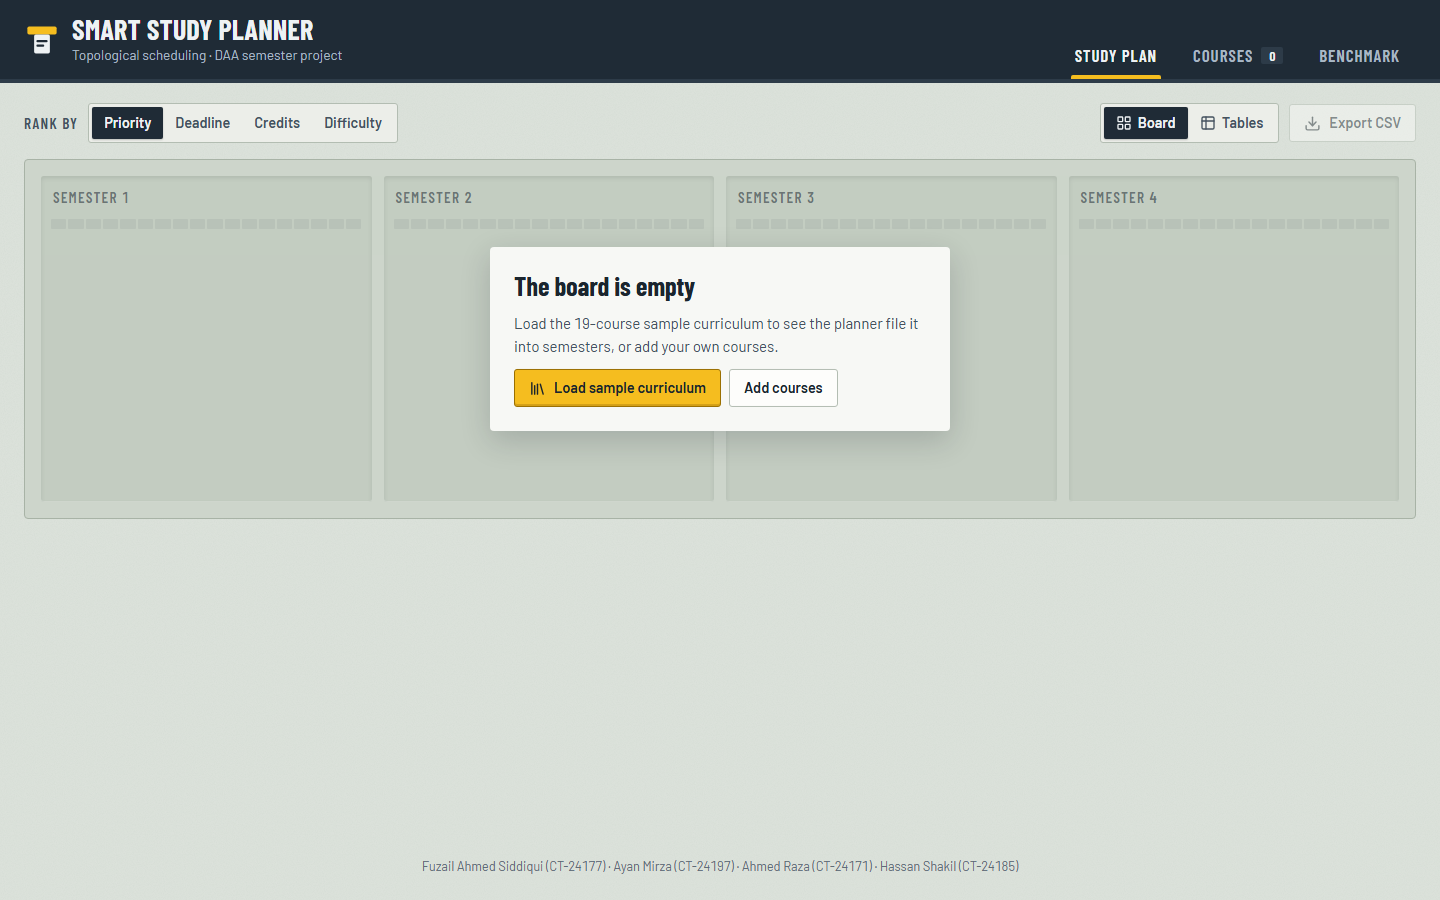 SMART STUDY PLANNER
Topological scheduling · DAA semester project
STUDY PLAN
COURSES 0
BENCHMARK
RANK BY
Priority
Deadline
Credits
Difficulty
Board
Tables
Export CSV
SEMESTER 1
SEMESTER 2
SEMESTER 3
SEMESTER 4
The board is empty
Load the 19-course sample curriculum to see the planner file it
into semesters, or add your own courses.
Load sample curriculum
Add courses
Fuzail Ahmed Siddiqui (CT-24177) · Ayan Mirza (CT-24197) · Ahmed Raza (CT-24171) · Hassan Shakil (CT-24185)